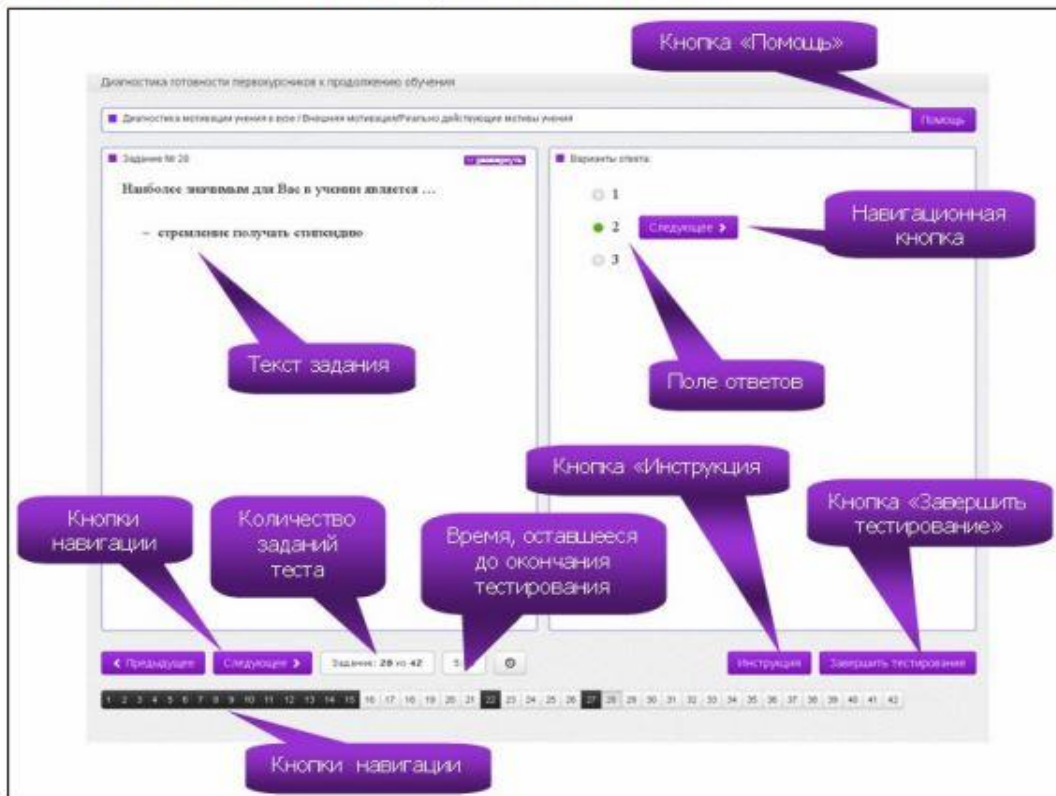 Кнопка «Помощь»
Диагностика готовности первокурсников к продолжению обучения
Диагностика мотивации учения в вузе / Внешняя мотивация/Реально действующие мотивы учения
Помощь
Задание № 28
развернуть
Варианты ответа:
Наиболее значимым для Вас в учении является …
– стремление получать стипендию
1
2
Следующее
3
Навигационная
кнопка
Текст задания
Поле ответов
Кнопка «Инструкция
Кнопка «Завершить
тестирование»
Кнопки
навигации
Количество
заданий
теста
Время, оставшееся
до окончания
тестирования
Предыдущее
Следующее
Задание: 28 из 42
Инструкция
Завершить тестирование
1 2 3 4 5 6 7 8 9 10 11 12 13 14 15 16 17 18 19 20 21 22 23 24 25 26 27 28 29 30 31 32 33 34 35 36 37 38 39 40 41 42
Кнопки навигации